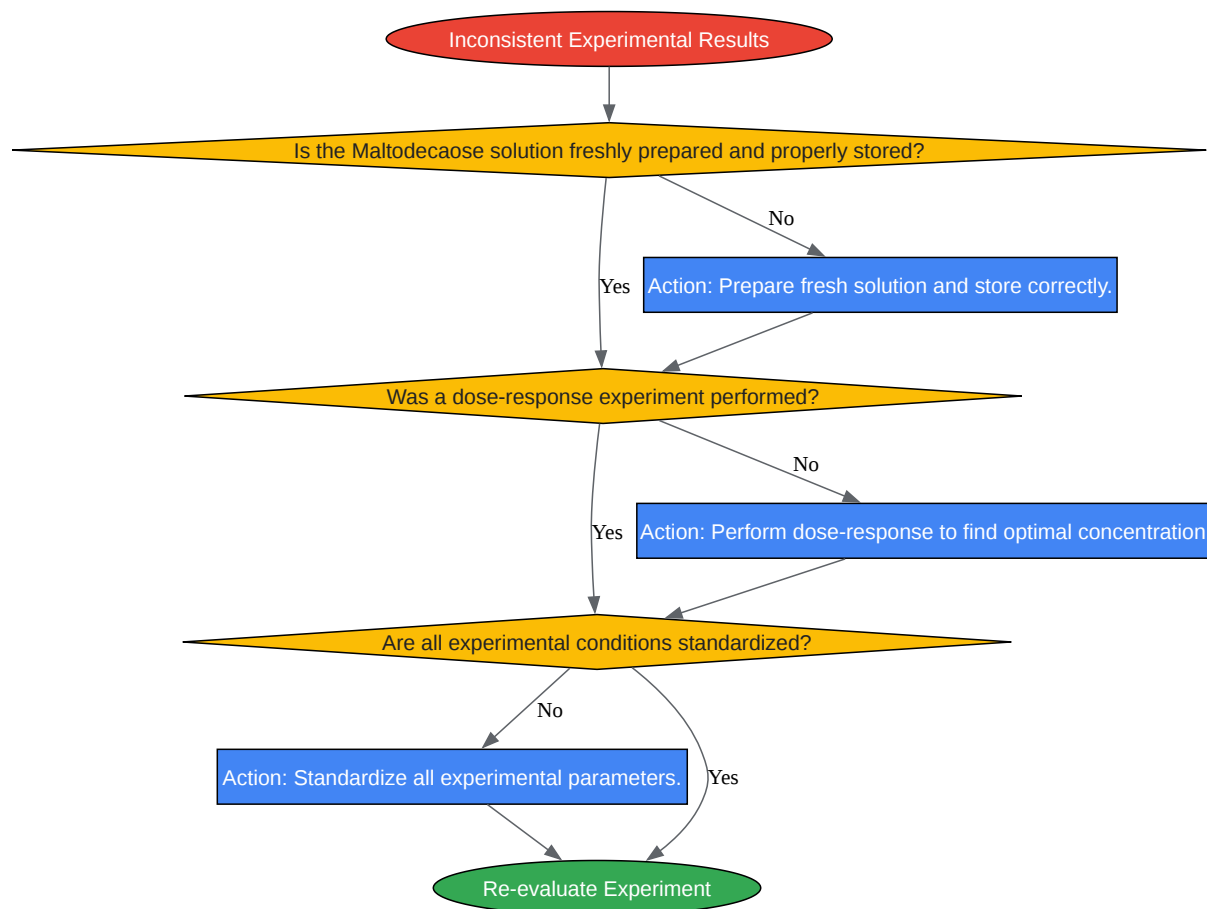 Inconsistent Experimental Results
Is the Maltodecaose solution freshly prepared and properly stored?
No
Yes
Action: Prepare fresh solution and store correctly.
Was a dose-response experiment performed?
No
Yes
Action: Perform dose-response to find optimal concentration
Are all experimental conditions standardized?
No
Action: Standardize all experimental parameters.
Yes
Re-evaluate Experiment